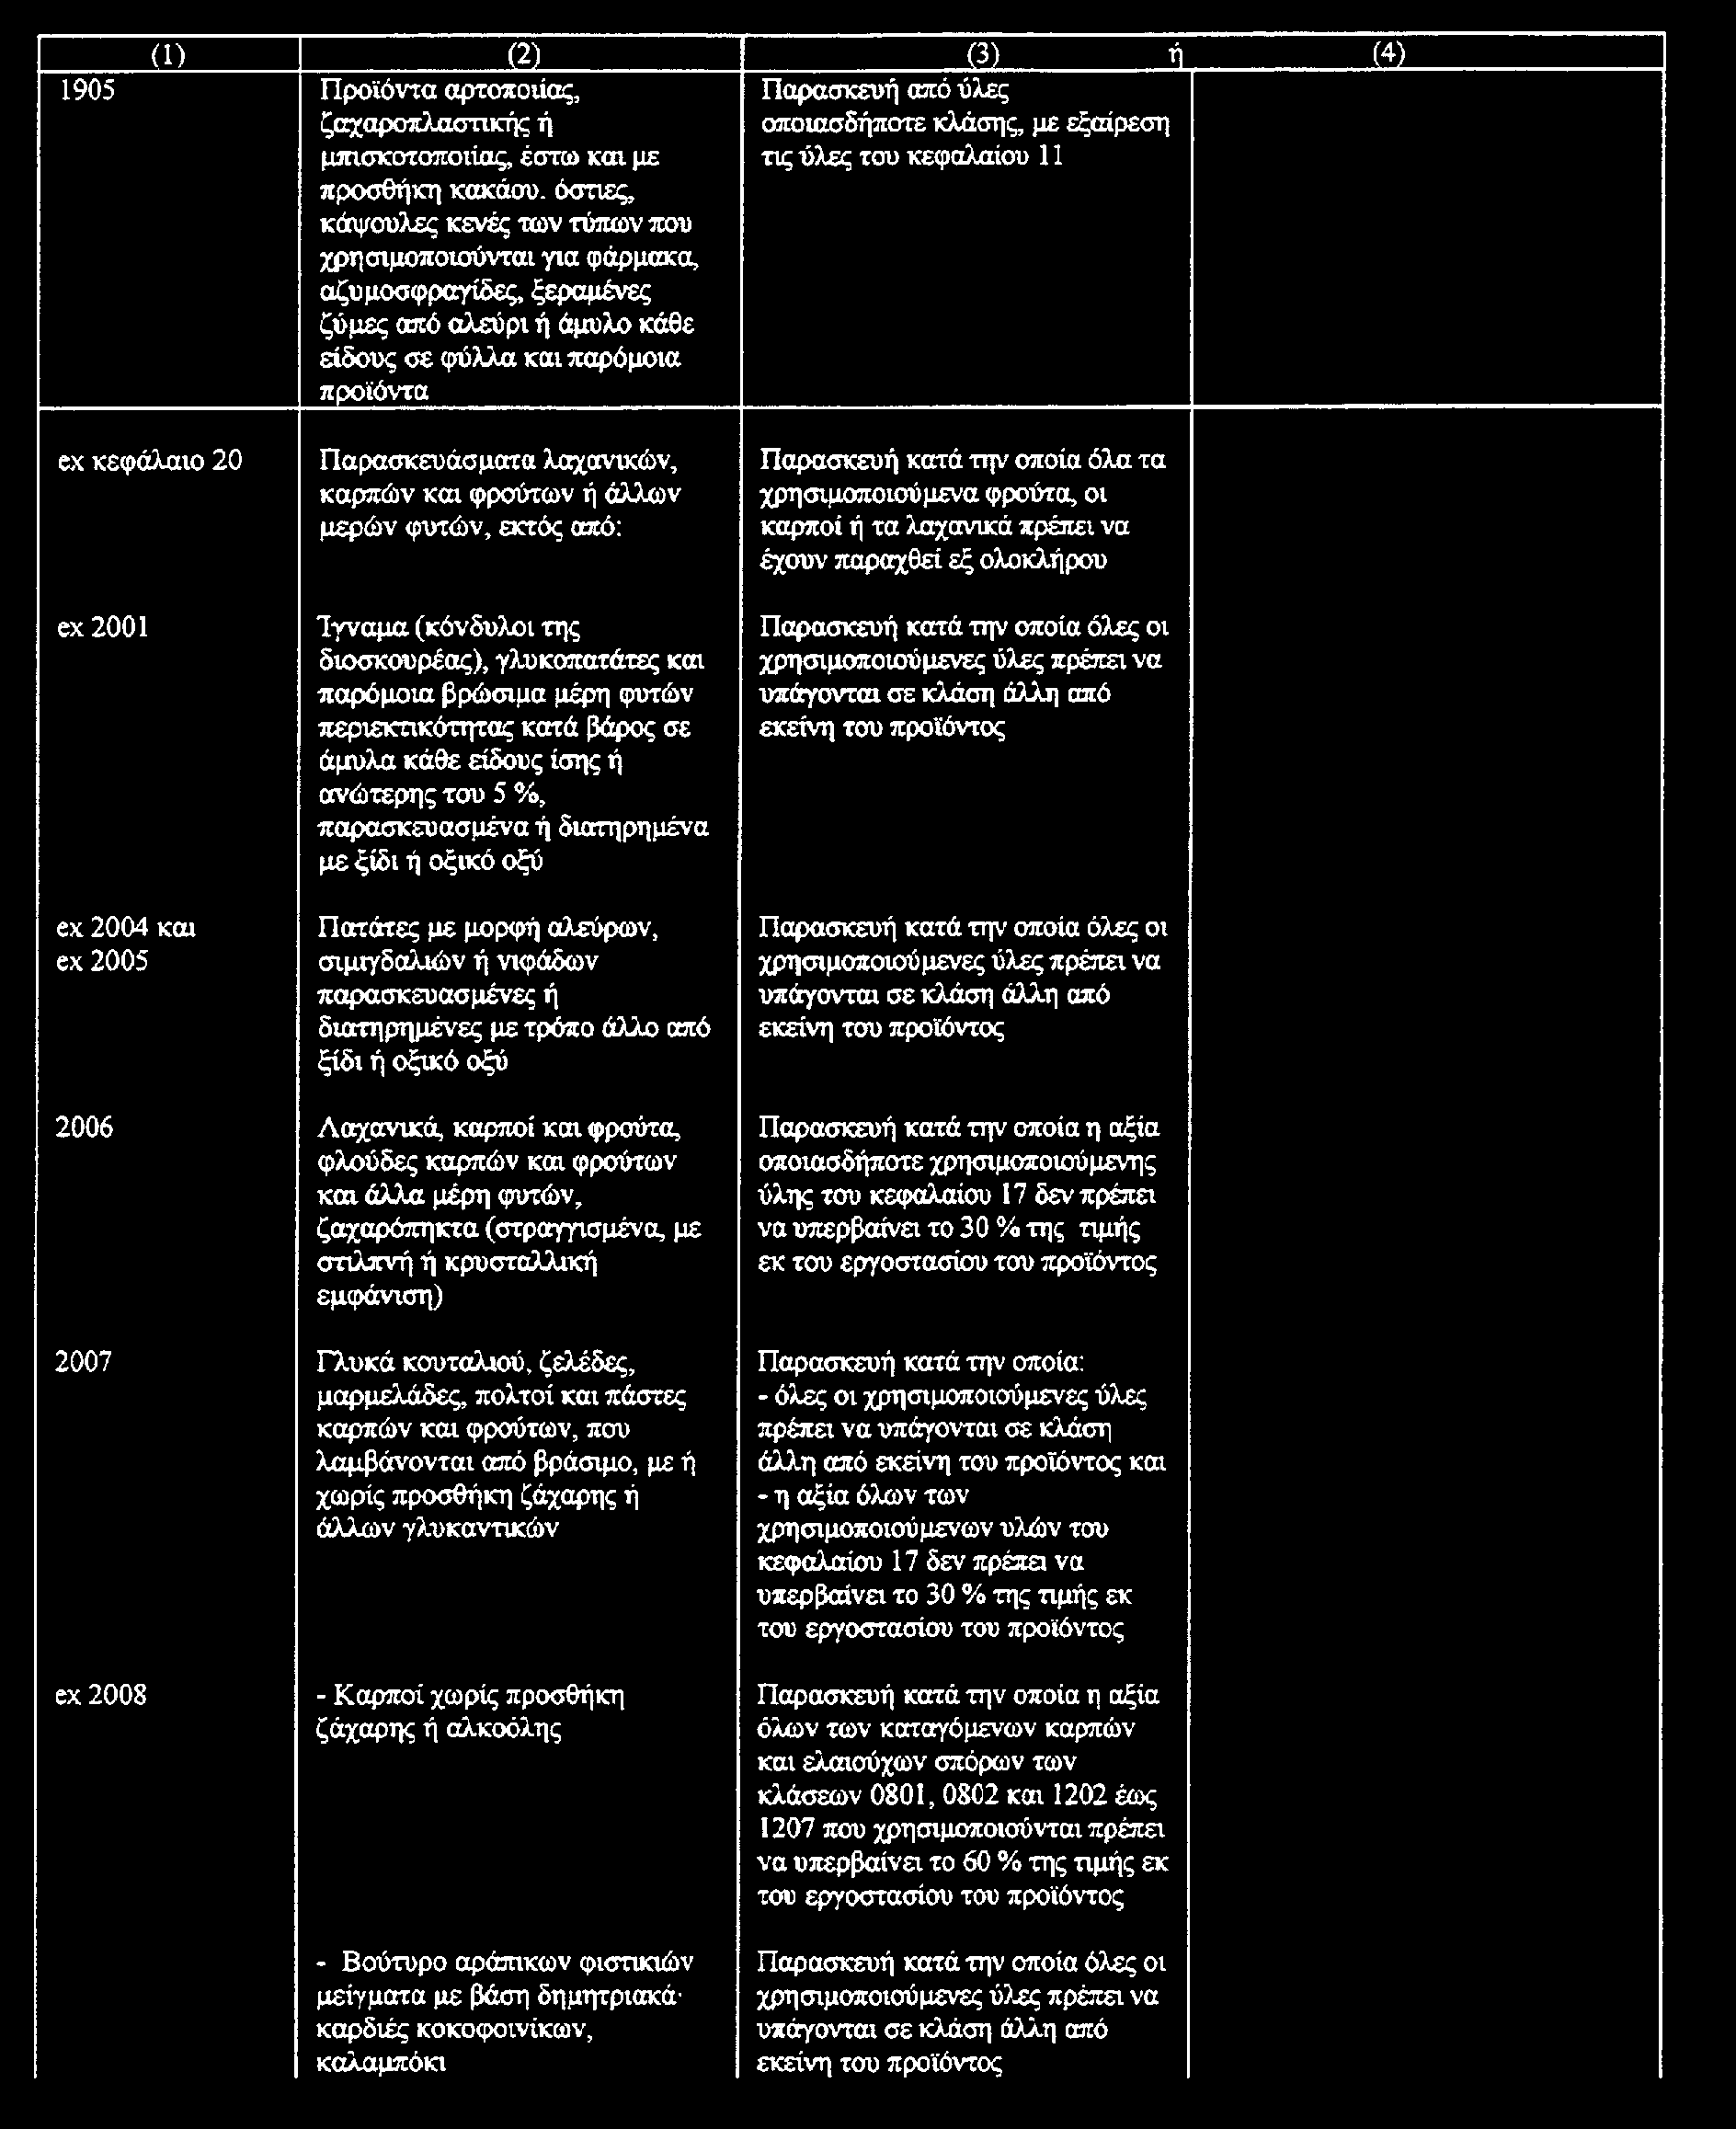 (1) (2) (3) ή (4)
1905
Προϊόντα αρτοποιίας,
ζαχαροπλαστικής ή
μπισκοτοποιίας, έστω και με
προσθήκη κακάου. όστιες,
κάψουλες κενές των τύπων που
χρησιμοποιούνται για φάρμακα,
αζυμοσφραγίδες, ξεραμένες
ζύμες από αλεύρι ή άμυλο κάθε
είδους σε φύλλα και παρόμοια
προϊόντα
Παρασκευή από ύλες
οποιασδήποτε κλάσης, με εξαίρεση
τις ύλες του κεφαλαίου 11
ex κεφάλαιο 20
Παρασκευάσματα λαχανικών,
καρπών και φρούτων ή άλλων
μερών φυτών, εκτός από:
Παρασκευή κατά την οποία όλα τα
χρησιμοποιούμενα φρούτα, οι
καρποί ή τα λαχανικά πρέπει να
έχουν παραχθεί εξ ολοκλήρου
ex 2001
Ίγναμα (κόνδυλοι της
διοσκουρέας), γλυκοπατάτες και
παρόμοια βρώσιμα μέρη φυτών
περιεκτικότητας κατά βάρος σε
άμυλα κάθε είδους ίσης ή
ανώτερης του 5 %,
παρασκευασμένα ή διατηρημένα
με ξίδι ή οξικό οξύ
Παρασκευή κατά την οποία όλες οι
χρησιμοποιούμενες ύλες πρέπει να
υπάγονται σε κλάση άλλη από
εκείνη του προϊόντος
ex 2004 και
ex 2005
Πατάτες με μορφή αλεύρων,
σιμιγδαλιών ή νιφάδων
παρασκευασμένες ή
διατηρημένες με τρόπο άλλο από
ξίδι ή οξικό οξύ
Παρασκευή κατά την οποία όλες οι
χρησιμοποιούμενες ύλες πρέπει να
υπάγονται σε κλάση άλλη από
εκείνη του προϊόντος
2006
Λαχανικά, καρποί και φρούτα,
φλούδες καρπών και φρούτων
και άλλα μέρη φυτών,
ζαχαρόπηκτα (στραγγισμένα, με
στιλπνή ή κρυσταλλική
εμφάνιση)
Παρασκευή κατά την οποία η αξία
οποιασδήποτε χρησιμοποιούμενης
ύλης του κεφαλαίου 17 δεν πρέπει
να υπερβαίνει το 30 % της τιμής
εκ του εργοστασίου του προϊόντος
2007
Γλυκά κουταλιού, ζελέδες,
μαρμελάδες, πολτοί και πάστες
καρπών και φρούτων, που
λαμβάνονται από βράσιμο, με ή
χωρίς προσθήκη ζάχαρης ή
άλλων γλυκαντικών
Παρασκευή κατά την οποία:
- όλες οι χρησιμοποιούμενες ύλες
πρέπει να υπάγονται σε κλάση
άλλη από εκείνη του προϊόντος και
- η αξία όλων των
χρησιμοποιούμενων υλών του
κεφαλαίου 17 δεν πρέπει να
υπερβαίνει το 30 % της τιμής εκ
του εργοστασίου του προϊόντος
ex 2008
- Καρποί χωρίς προσθήκη
ζάχαρης ή αλκοόλης
Παρασκευή κατά την οποία η αξία
όλων των καταγόμενων καρπών
και ελαιούχων σπόρων των
κλάσεων 0801, 0802 και 1202 έως
1207 που χρησιμοποιούνται πρέπει
να υπερβαίνει το 60 % της τιμής εκ
του εργοστασίου του προϊόντος
- Βούτυρο αράπικων φιστικιών
μείγματα με βάση δημητριακά·
καρδιές κοκοφοινίκων,
καλαμπόκι
Παρασκευή κατά την οποία όλες οι
χρησιμοποιούμενες ύλες πρέπει να
υπάγονται σε κλάση άλλη από
εκείνη του προϊόντος